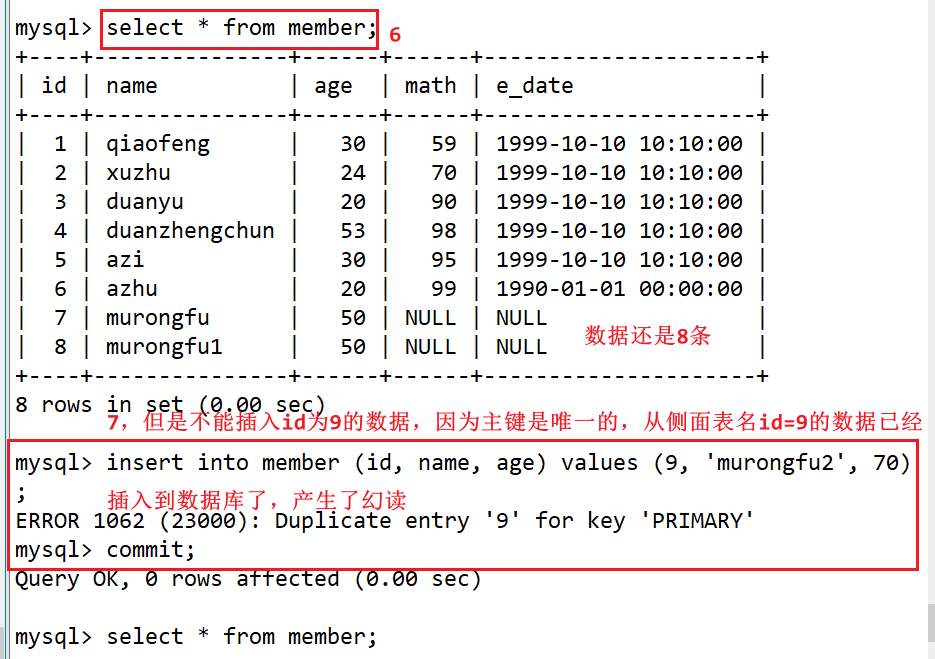 mysql> select * from member; 6
+----+---------------+------+------+---------------------+
| id | name          | age  | math | e_date              |
+----+---------------+------+------+---------------------+
|  1 | qiaofeng      |   30 |   59 | 1999-10-10 10:10:00 |
|  2 | xuzhu         |   24 |   70 | 1999-10-10 10:10:00 |
|  3 | duanyu        |   20 |   90 | 1999-10-10 10:10:00 |
|  4 | duanzhengchun |   53 |   98 | 1999-10-10 10:10:00 |
|  5 | azi           |   30 |   95 | 1999-10-10 10:10:00 |
|  6 | azhu          |   20 |   99 | 1990-01-01 00:00:00 |
|  7 | murongfu      |   50 | NULL | NULL                |
数据还是8条
|  8 | murongfu1     |   50 | NULL | NULL                |
+----+---------------+------+------+---------------------+
8 rows in set (0.00 sec)
7，但是不能插入id为9的数据，因为主键是唯一的，从侧面表名id=9的数据已经
mysql> insert into member (id, name, age) values (9, 'murongfu2', 70)
;
插入到数据库了，产生了幻读
ERROR 1062 (23000): Duplicate entry '9' for key 'PRIMARY'
mysql> commit;
Query OK, 0 rows affected (0.00 sec)
mysql> select * from member;